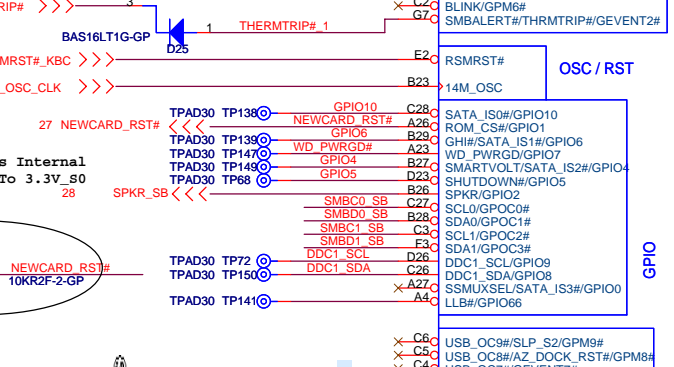 RIP# 3 C2 BLINK/GPM6#
1 THERMTRIP#_1 G7 SMBALERT#/THRMTRIP#/GEVENT2#
BAS16LT1G-GP
D25
MRST#_KBC E2 RSMRST#
OSC / RST
_OSC_CLK B23 14M_OSC
TPAD30 TP138 GPIO10 C28 SATA_IS0#/GPIO10
27 NEWCARD_RST# NEWCARD_RST# A26 ROM_CS#/GPIO1
TPAD30 TP139 GPIO6 B29 GHI#/SATA_IS1#/GPIO6
TPAD30 TP147 WD_PWRGD# A23 WD_PWRGD/GPIO7
s Internal TPAD30 TP149 GPIO4 B27 SMARTVOLT/SATA_IS2#/GPIO4
To 3.3V_S0 TPAD30 TP68 GPIO5 D23 SHUTDOWN#/GPIO5
28 SPKR_SB B26 SPKR/GPIO2
SMBC0_SB C27 SCL0/GPOC0#
SMBD0_SB B28 SDA0/GPOC1#
SMBC1_SB C3 SCL1/GPOC2#
SMBD1_SB F3 SDA1/GPOC3#
GPIO
TPAD30 TP72 DDC1_SCL D26 DDC1_SCL/GPIO9
NEWCARD_RST# TPAD30 TP150 DDC1_SDA C26 DDC1_SDA/GPIO8
10KR2F-2-GP A27 SSMUXSEL/SATA_IS3#/GPIO0
TPAD30 TP141 A4 LLB#/GPIO66
C6 USB_OC9#/SLP_S2/GPM9#
C5 USB_OC8#/AZ_DOCK_RST#/GPM8#
C4